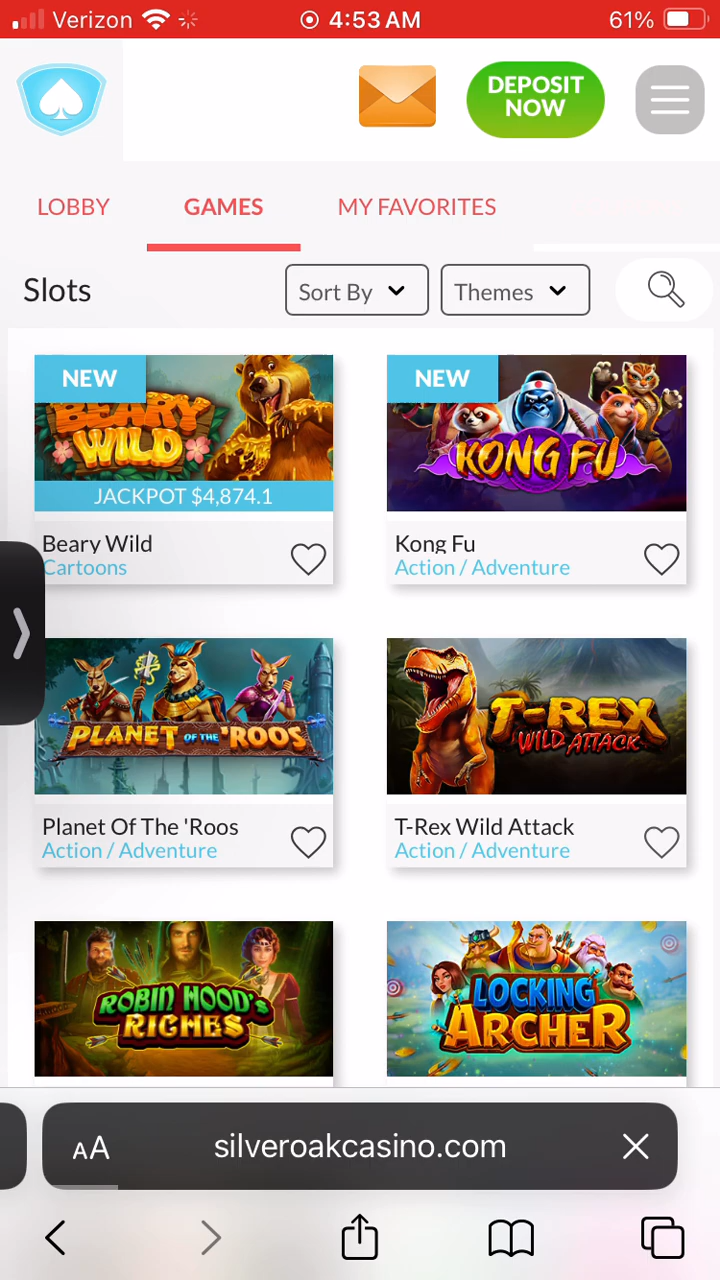 Verizon 4:53 AM 61%
DEPOSIT
NOW
LOBBY GAMES MY FAVORITES
Slots Sort By Themes
NEW NEW
BEARY
WILD
KONG FU
JACKPOT $4,874.1
Beary Wild Kong Fu
Cartoons Action / Adventure
PLANET OF THE 'ROOS
T-REX
WILD ATTACK
Planet Of The 'Roos T-Rex Wild Attack
Action / Adventure Action / Adventure
ROBIN HOOD'S
RICHES
LOCKING
ARCHER
AA silveroakcasino.com